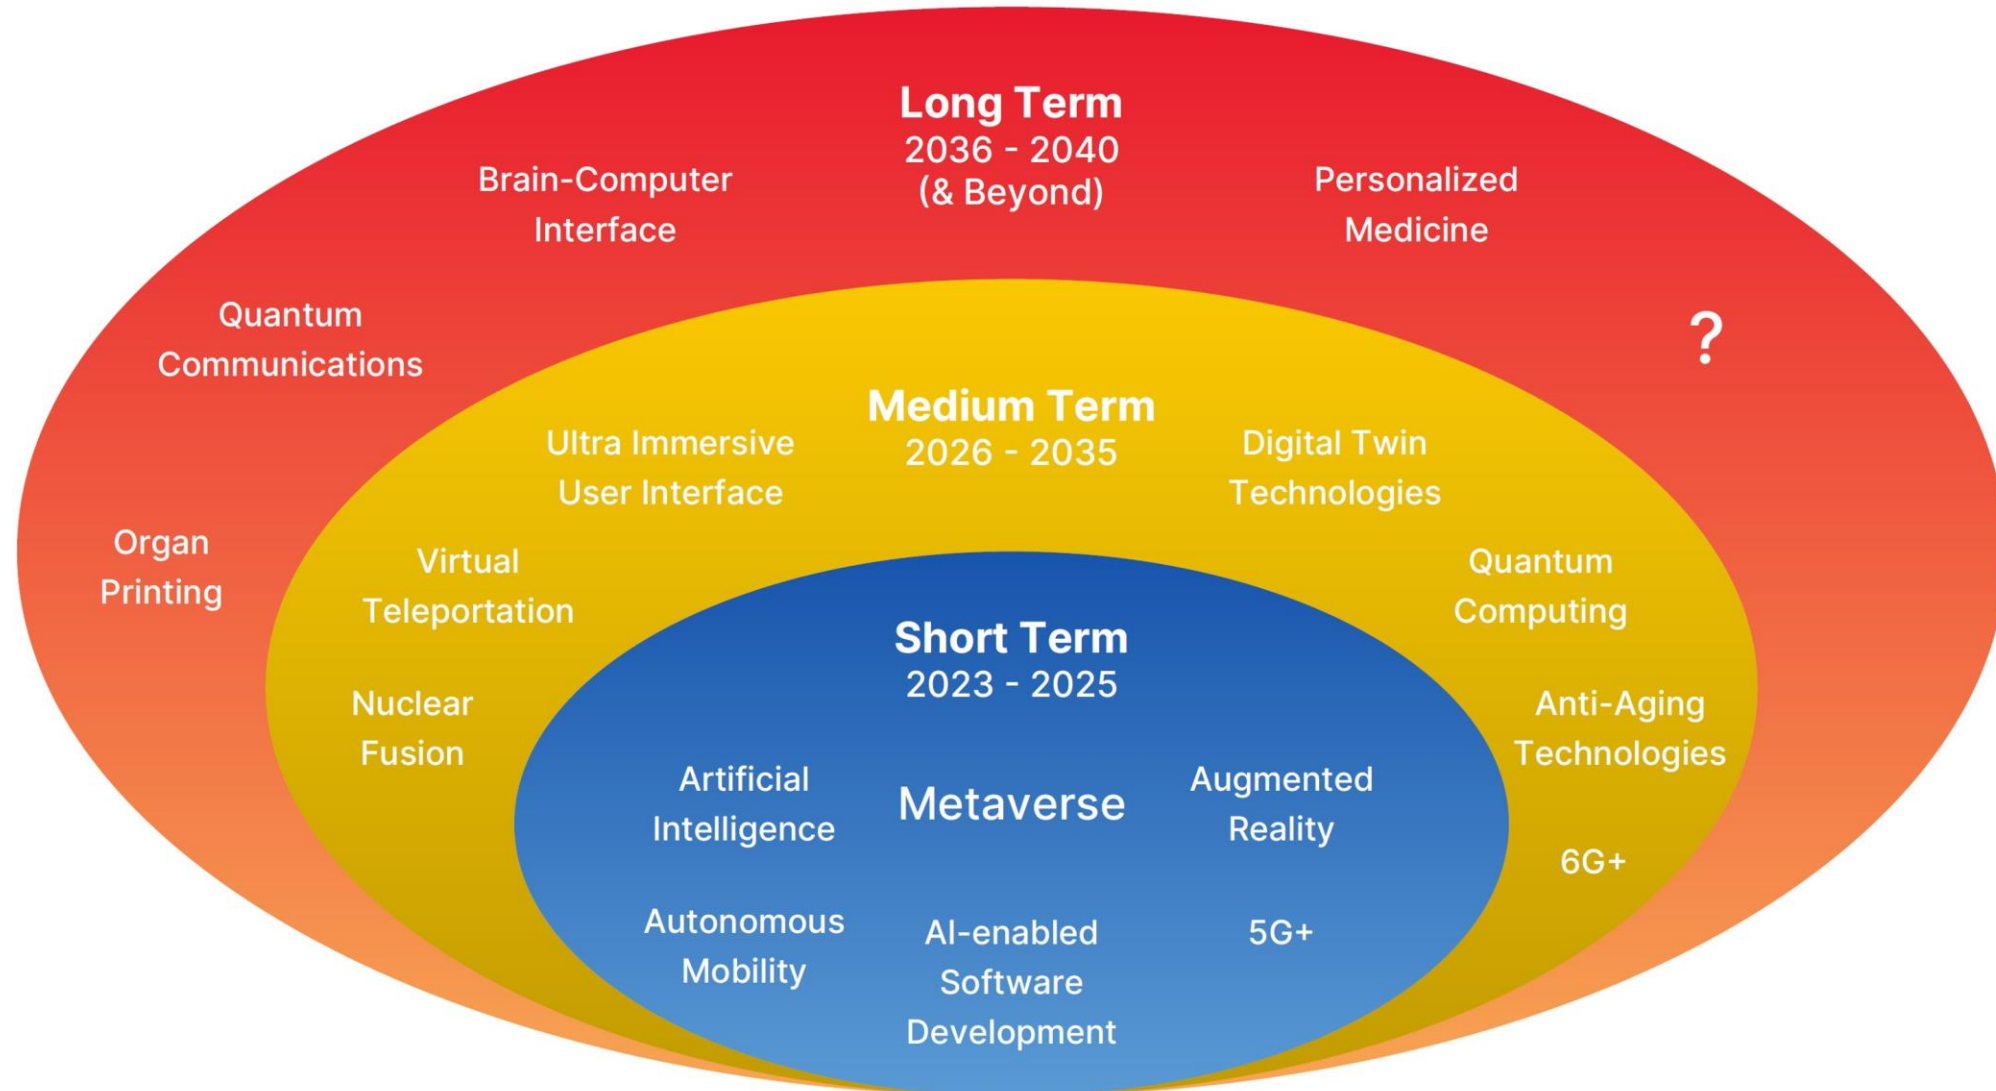 Long Term
2036 - 2040
(& Beyond)
Brain-Computer
Interface
Personalized
Medicine
Quantum
Communications
?
Organ
Printing
Medium Term
2026 - 2035
Ultra Immersive
User Interface
Digital Twin
Technologies
Virtual
Teleportation
Quantum
Computing
Nuclear
Fusion
Anti-Aging
Technologies
6G+
Short Term
2023 - 2025
Artificial
Intelligence
Metaverse
Augmented
Reality
Autonomous
Mobility
AI-enabled
Software
Development
5G+